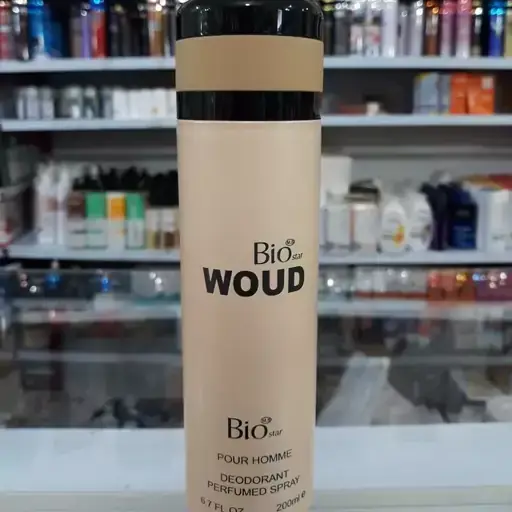 Bio star
WOUD
Bio star
POUR HOMME
DEODORANT
PERFUMED SPRAY
6.7 FL OZ 200ml e